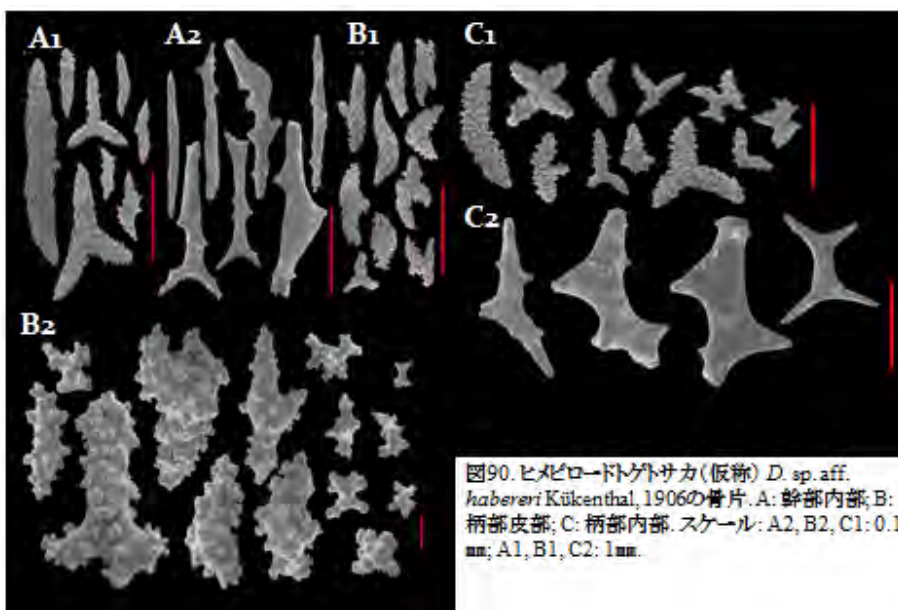 A1
A2
B1
C1
C2
B2
図90. ヒメビロードトゲトサカ(仮称) D. sp. aff.
habereri Kükenthal, 1906の骨片. A: 幹部内部; B:
柄部皮部; C: 柄部内部. スケール: A2, B2, C1: 0.1
㎜; A1, B1, C2: 1㎜.